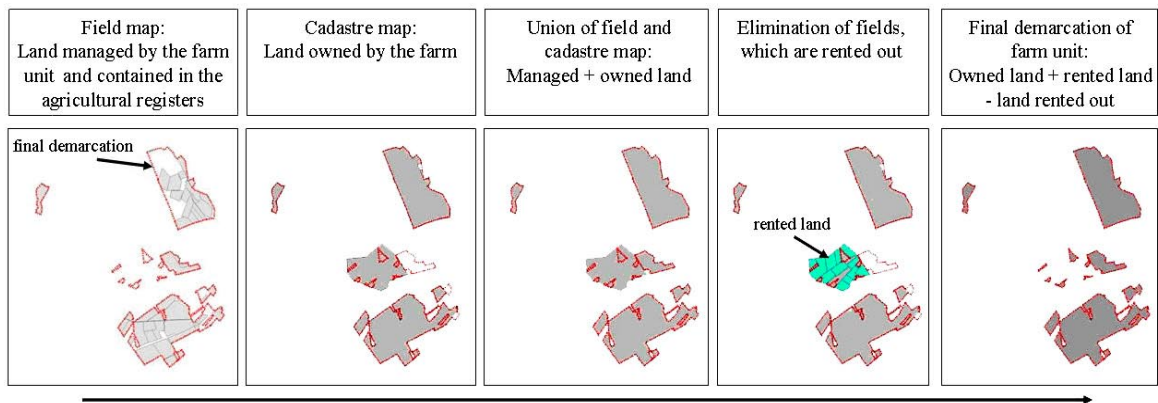 Field map:
Land managed by the farm
unit and contained in the
agricultural registers
Cadastre map:
Land owned by the farm
Union of field and
cadastre map:
Managed + owned land
Elimination of fields,
which are rented out
Final demarcation of
farm unit:
Owned land + rented land
- land rented out
final demarcation
rented land